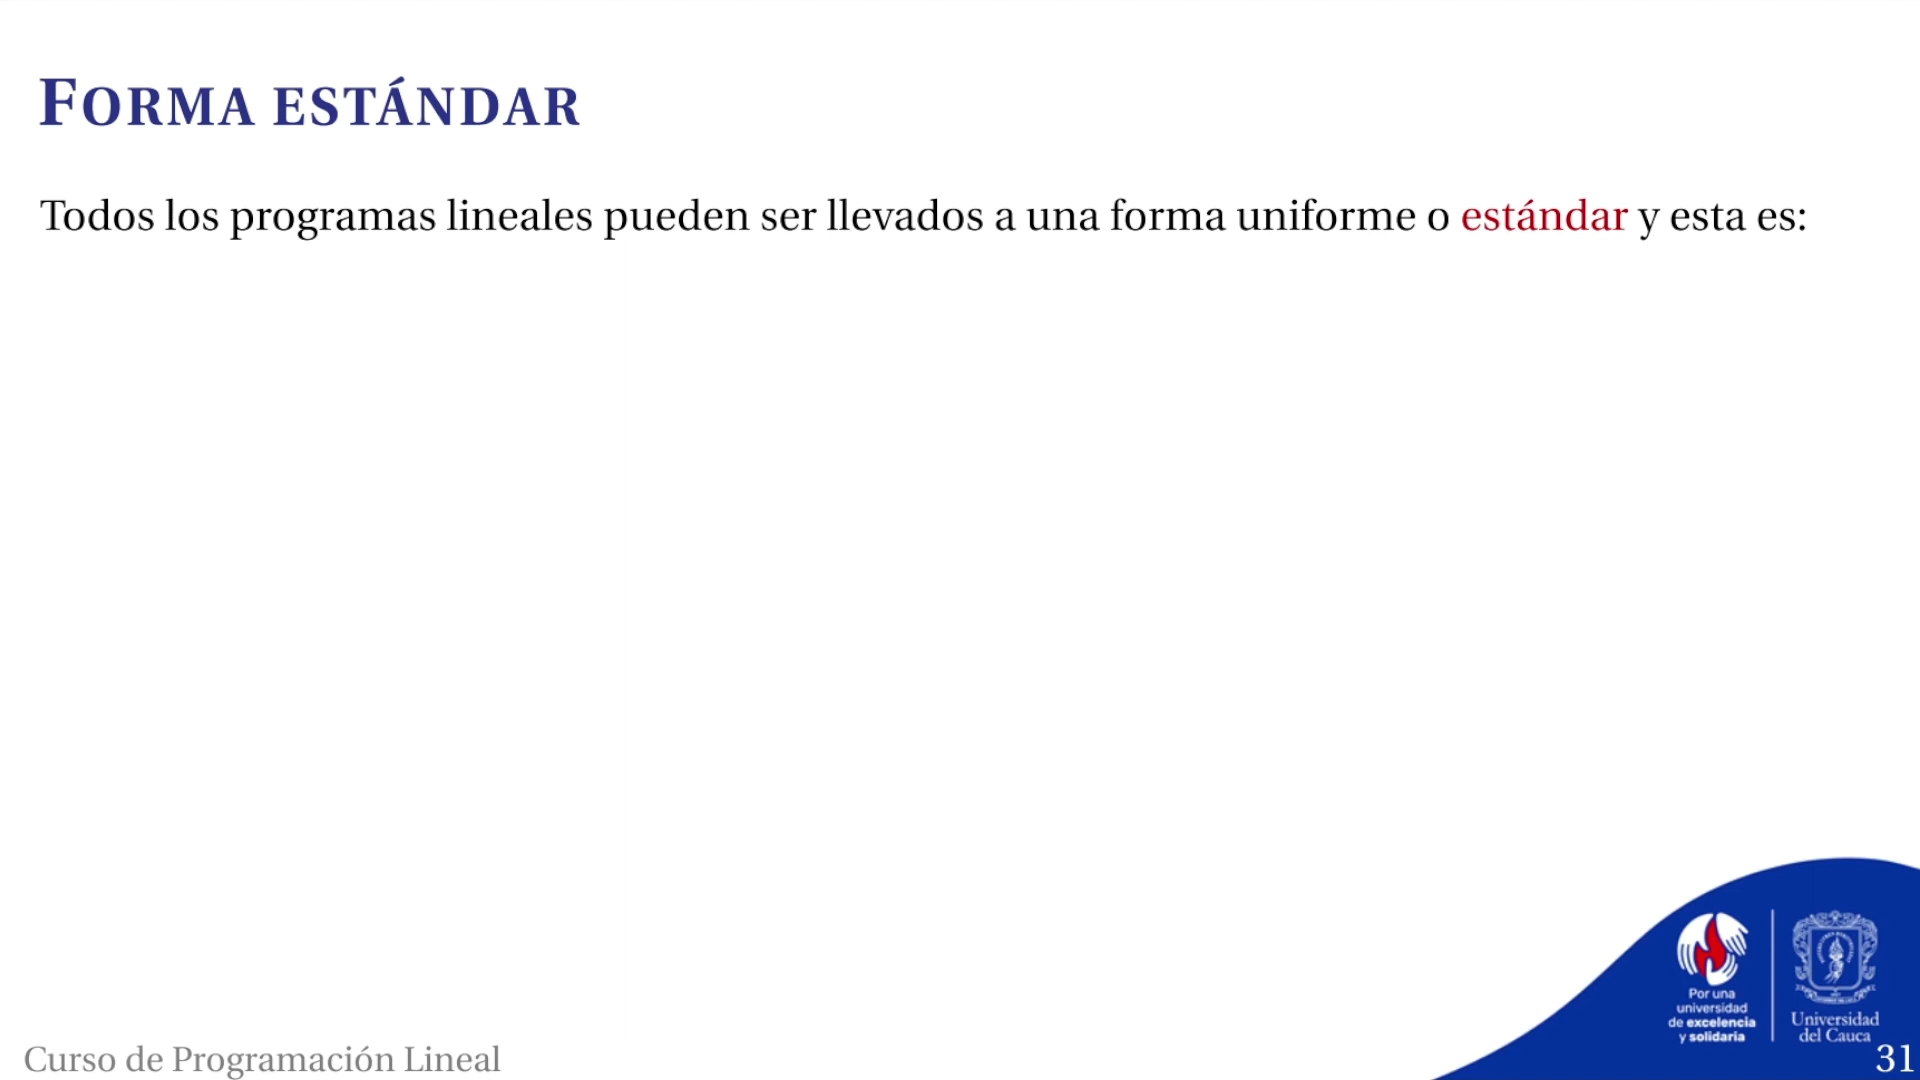 FORMA ESTÁNDAR
Todos los programas lineales pueden ser llevados a una forma uniforme o estándar y esta es:
Por una
universidad
de excelencia
y solidaria
Universidad
del Cauca
Curso de Programación Lineal
31